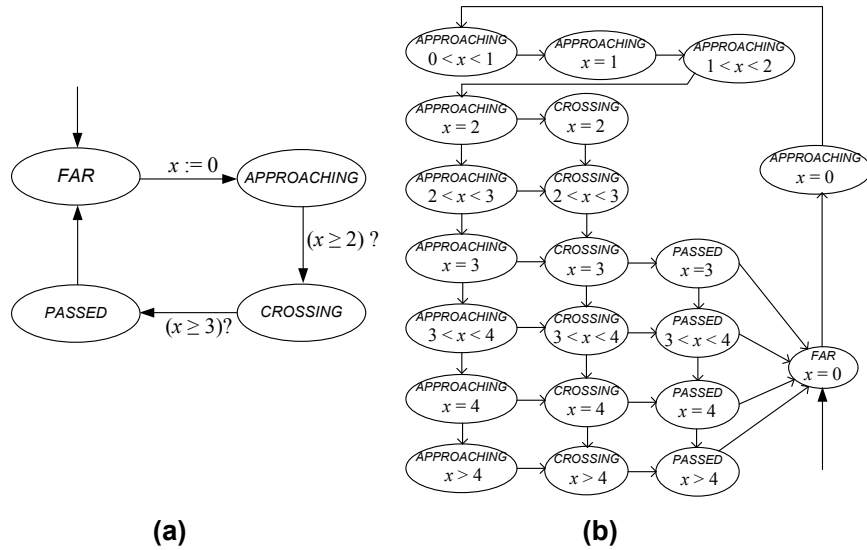 FAR
x := 0
APPROACHING
(x ≥ 2) ?
PASSED
(x ≥ 3)?
CROSSING
(a)
APPROACHING
0 < x < 1
APPROACHING
x = 1
APPROACHING
1 < x < 2
APPROACHING
x = 2
CROSSING
x = 2
APPROACHING
x = 0
APPROACHING
2 < x < 3
CROSSING
2 < x < 3
APPROACHING
x = 3
CROSSING
x = 3
PASSED
x =3
APPROACHING
3 < x < 4
CROSSING
3 < x < 4
PASSED
3 < x < 4
FAR
x = 0
APPROACHING
x = 4
CROSSING
x = 4
PASSED
x = 4
APPROACHING
x > 4
CROSSING
x > 4
PASSED
x > 4
(b)